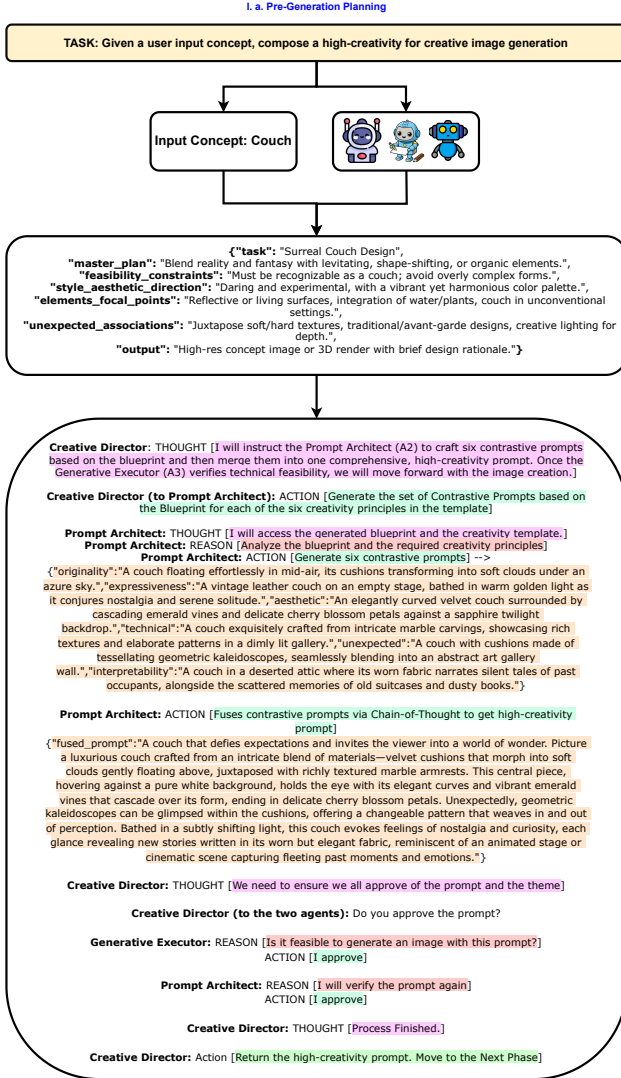 I. a. Pre-Generation Planning
TASK: Given a user input concept, compose a high-creativity for creative image generation
Input Concept: Couch
{"task": "Surreal Couch Design",
"master_plan": "Blend reality and fantasy with levitating, shape-shifting, or organic elements.",
"feasibility_constraints": "Must be recognizable as a couch; avoid overly complex forms.",
"style_aesthetic_direction": "Daring and experimental, with a vibrant yet harmonious color palette.",
"elements_focal_points": "Reflective or living surfaces, integration of water/plants, couch in unconventional
settings.",
"unexpected_associations": "Juxtapose soft/hard textures, traditional/avant-garde designs, creative lighting for
depth.",
"output": "High-res concept image or 3D render with brief design rationale."}
Creative Director: THOUGHT [I will instruct the Prompt Architect (A2) to craft six contrastive prompts
based on the blueprint and then merge them into one comprehensive, high-creativity prompt. Once the
Generative Executor (A3) verifies technical feasibility, we will move forward with the image creation.]
Creative Director (to Prompt Architect): ACTION [Generate the set of Contrastive Prompts based on
the Blueprint for each of the six creativity principles in the template]
Prompt Architect: THOUGHT [I will access the generated blueprint and the creativity template.]
Prompt Architect: REASON [Analyze the blueprint and the required creativity principles]
Prompt Architect: ACTION [Generate six contrastive prompts] -->
{"originality":"A couch floating effortlessly in mid-air, its cushions transforming into soft clouds under an
azure sky.","expressiveness":"A vintage leather couch on an empty stage, bathed in warm golden light as
it conjures nostalgia and serene solitude.","aesthetic":"An elegantly curved velvet couch surrounded by
cascading emerald vines and delicate cherry blossom petals against a sapphire twilight
backdrop.","technical":"A couch exquisitely crafted from intricate marble carvings, showcasing rich
textures and elaborate patterns in a dimly lit gallery.","unexpected":"A couch with cushions made of
tessellating geometric kaleidoscopes, seamlessly blending into an abstract art gallery
wall.","interpretability":"A couch in a deserted attic where its worn fabric narrates silent tales of past
occupants, alongside the scattered memories of old suitcases and dusty books."}
Prompt Architect: ACTION [Fuses contrastive prompts via Chain-of-Thought to get high-creativity
prompt]
{"fused_prompt":"A couch that defies expectations and invites the viewer into a world of wonder. Picture
a luxurious couch crafted from an intricate blend of materials—velvet cushions that morph into soft
clouds gently floating above, juxtaposed with richly textured marble armrests. This central piece,
hovering against a pure white background, holds the eye with its elegant curves and vibrant emerald
vines that cascade over its form, ending in delicate cherry blossom petals. Unexpectedly, geometric
kaleidoscopes can be glimpsed within the cushions, offering a changeable pattern that weaves in and out
of perception. Bathed in a subtly shifting light, this couch evokes feelings of nostalgia and curiosity, each
glance revealing new stories written in its worn but elegant fabric, reminiscent of an animated stage or
cinematic scene capturing fleeting past moments and emotions."}
Creative Director: THOUGHT [We need to ensure we all approve of the prompt and the theme]
Creative Director (to the two agents): Do you approve the prompt?
Generative Executor: REASON [Is it feasible to generate an image with this prompt?]
ACTION [I approve]
Prompt Architect: REASON [I will verify the prompt again]
ACTION [I approve]
Creative Director: THOUGHT [Process Finished.]
Creative Director: Action [Return the high-creativity prompt. Move to the Next Phase]